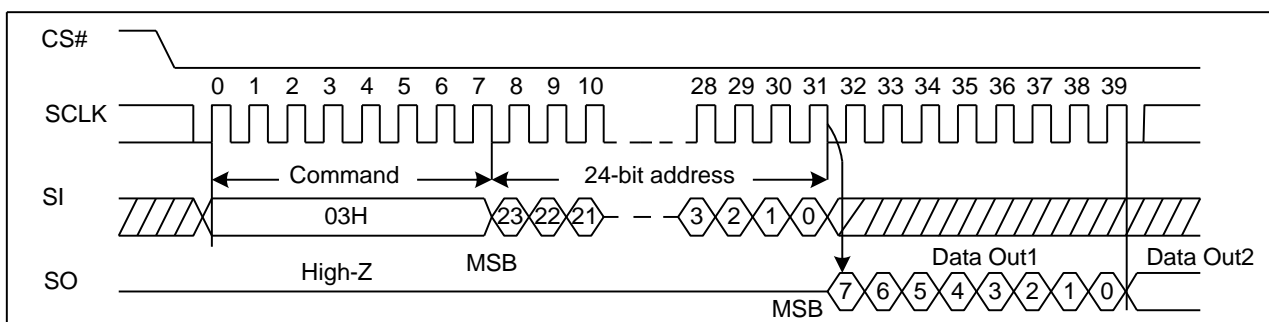 CS#
0 1 2 3 4 5 6 7 8 9 10 28 29 30 31 32 33 34 35 36 37 38 39
SCLK
Command 24-bit address
SI
03H 23 22 21 3 2 1 0
High-Z MSB Data Out1 Data Out2
SO
MSB 7 6 5 4 3 2 1 0